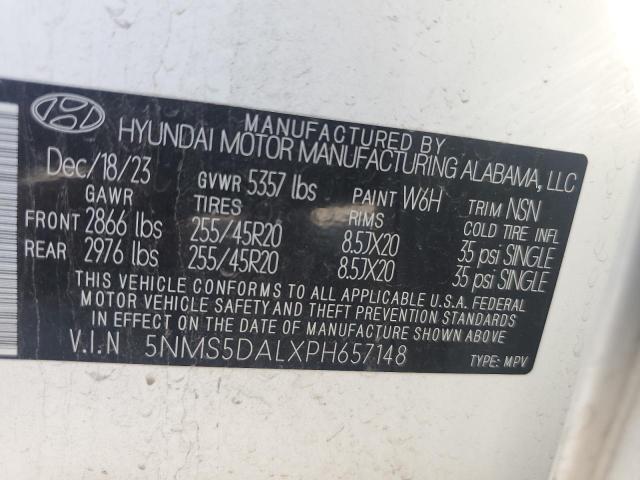 MANUFACTURED BY
HYUNDAI MOTOR MANUFACTURING ALABAMA, LLC
Dec/18/23 GVWR 5357 lbs PAINT W6H TRIM NSN
GAWR TIRES RIMS COLD TIRE INFL
FRONT 2866 lbs 255/45R20 8.5JX20 35 psi SINGLE
REAR 2976 lbs 255/45R20 8.5JX20 35 psi SINGLE
THIS VEHICLE CONFORMS TO ALL APPLICABLE U.S.A. FEDERAL
MOTOR VEHICLE SAFETY AND THEFT PREVENTION STANDARDS
IN EFFECT ON THE DATE OF MANUFACTURE SHOWN ABOVE.
V.I.N 5NMS5DALXPH657148 TYPE: MPV